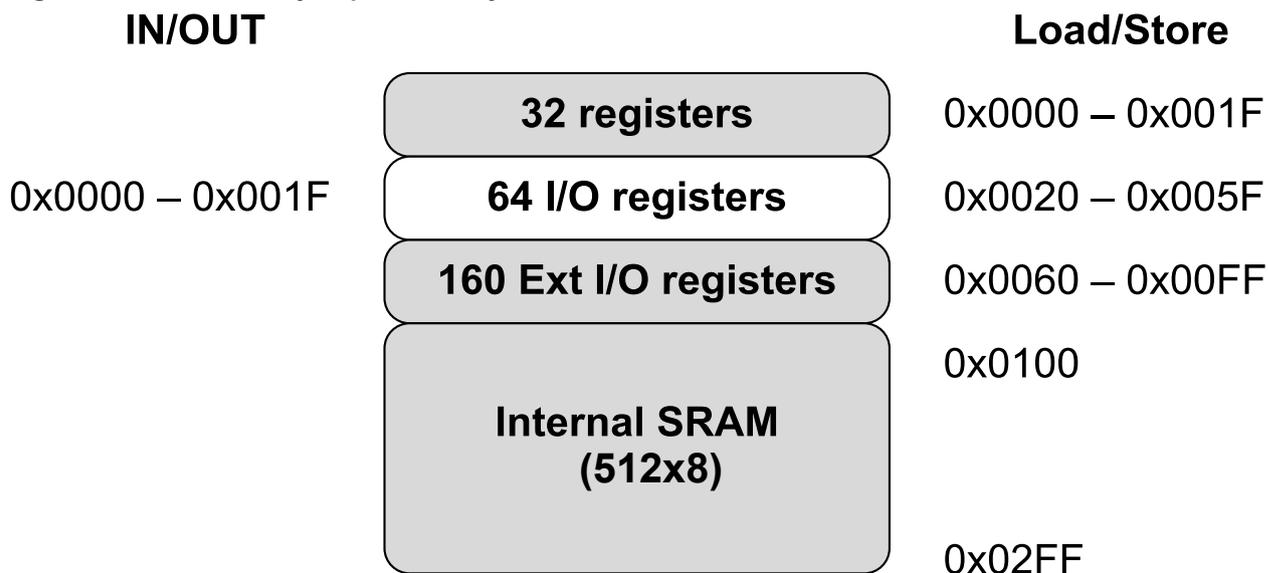 IN/OUT Load/Store
32 registers 0x0000 – 0x001F
0x0000 – 0x001F 64 I/O registers 0x0020 – 0x005F
160 Ext I/O registers 0x0060 – 0x00FF
0x0100
Internal SRAM
(512x8)
0x02FF